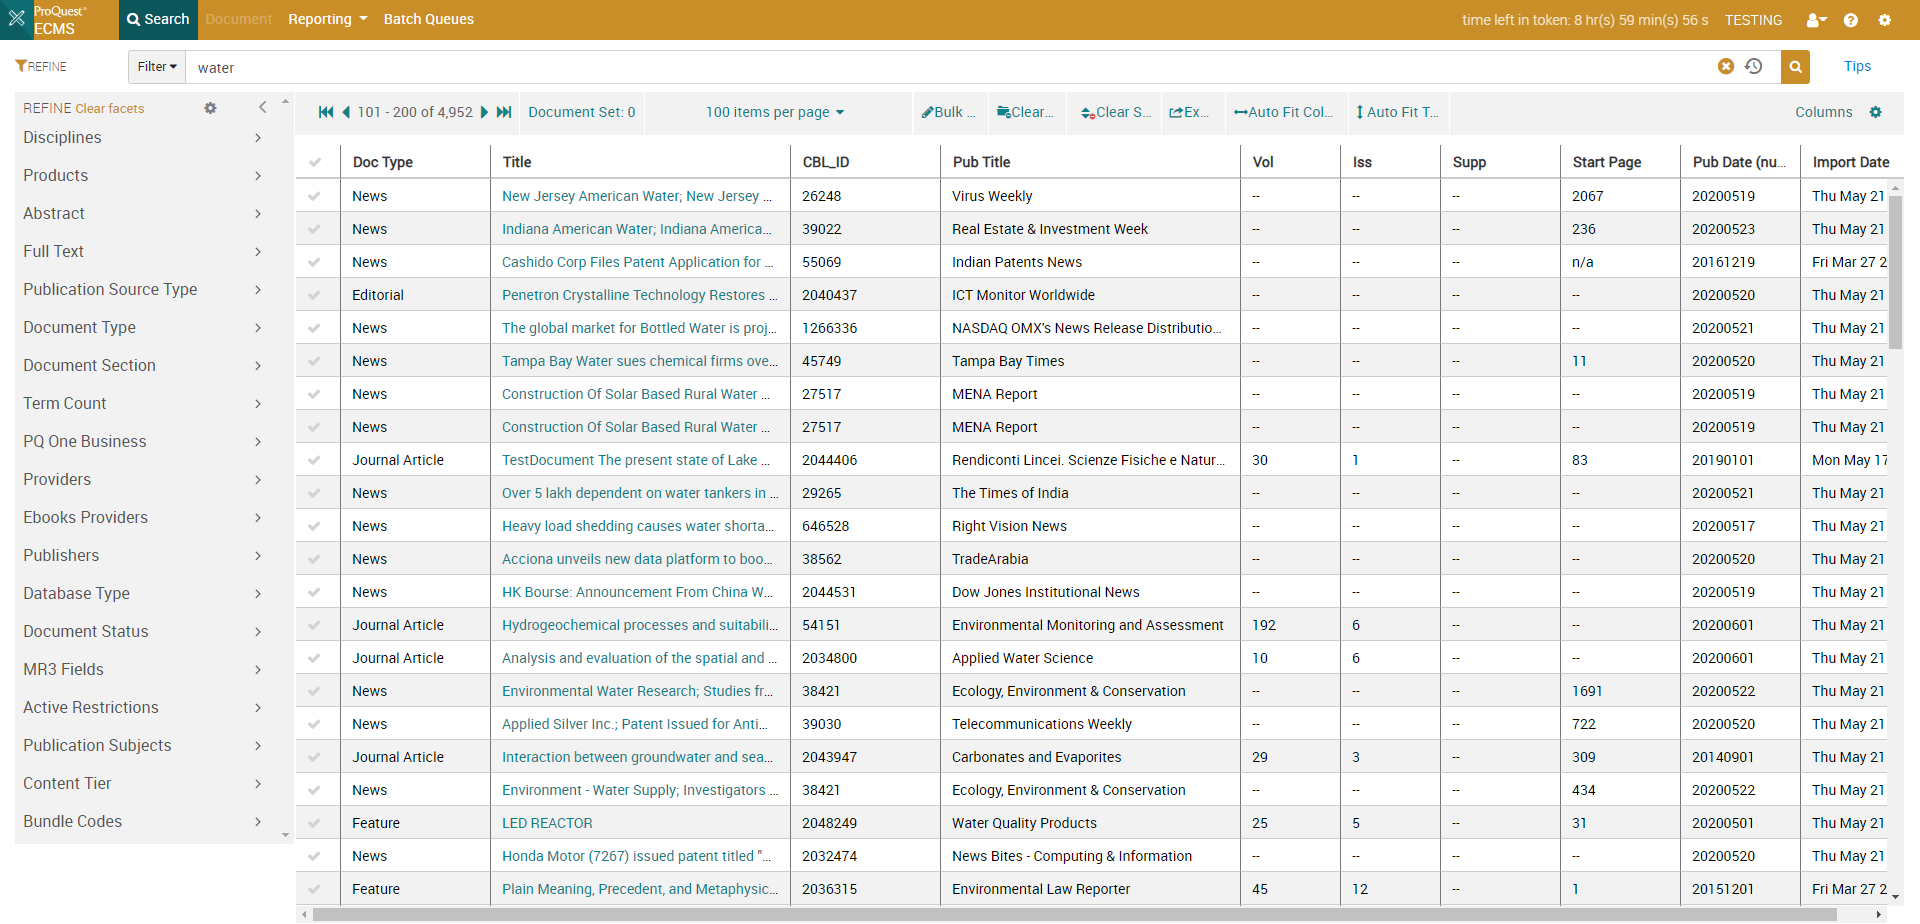 ProQuest® ECMS Search Document Reporting Batch Queues time left in token: 8 hr(s) 59 min(s) 56 s TESTING
REFINE Filter water Tips
REFINE Clear facets
Disciplines
Products
Abstract
Full Text
Publication Source Type
Document Type
Document Section
Term Count
PQ One Business
Providers
Ebooks Providers
Publishers
Database Type
Document Status
MR3 Fields
Active Restrictions
Publication Subjects
Content Tier
Bundle Codes
101 - 200 of 4,952 Document Set: 0 100 items per page Bulk ... Clear... Clear S... Ex... Auto Fit Col... Auto Fit T... Columns
Doc Type Title CBL_ID Pub Title Vol Iss Supp Start Page Pub Date (nu... Import Date
News New Jersey American Water; New Jersey ... 26248 Virus Weekly -- -- -- 2067 20200519 Thu May 21
News Indiana American Water; Indiana America... 39022 Real Estate & Investment Week -- -- -- 236 20200523 Thu May 21
News Cashido Corp Files Patent Application for ... 55069 Indian Patents News -- -- -- n/a 20161219 Fri Mar 27 2
Editorial Penetron Crystalline Technology Restores ... 2040437 ICT Monitor Worldwide -- -- -- -- 20200520 Thu May 21
News The global market for Bottled Water is proj... 1266336 NASDAQ OMX's News Release Distributio... -- -- -- -- 20200521 Thu May 21
News Tampa Bay Water sues chemical firms ove... 45749 Tampa Bay Times -- -- -- 11 20200520 Thu May 21
News Construction Of Solar Based Rural Water ... 27517 MENA Report -- -- -- -- 20200519 Thu May 21
News Construction Of Solar Based Rural Water ... 27517 MENA Report -- -- -- -- 20200519 Thu May 21
Journal Article TestDocument The present state of Lake ... 2044406 Rendiconti Lincei. Scienze Fisiche e Natur... 30 1 -- 83 20190101 Mon May 17
News Over 5 lakh dependent on water tankers in ... 29265 The Times of India -- -- -- -- 20200521 Thu May 21
News Heavy load shedding causes water shorta... 646528 Right Vision News -- -- -- -- 20200517 Thu May 21
News Acciona unveils new data platform to boo... 38562 TradeArabia -- -- -- -- 20200520 Thu May 21
News HK Bourse: Announcement From China W... 2044531 Dow Jones Institutional News -- -- -- -- 20200519 Thu May 21
Journal Article Hydrogeochemical processes and suitabili... 54151 Environmental Monitoring and Assessment 192 6 -- -- 20200601 Thu May 21
Journal Article Analysis and evaluation of the spatial and ... 2034800 Applied Water Science 10 6 -- -- 20200601 Thu May 21
News Environmental Water Research; Studies fr... 38421 Ecology, Environment & Conservation -- -- -- 1691 20200522 Thu May 21
News Applied Silver Inc.; Patent Issued for Anti... 39030 Telecommunications Weekly -- -- -- 722 20200520 Thu May 21
Journal Article Interaction between groundwater and sea... 2043947 Carbonates and Evaporites 29 3 -- 309 20140901 Thu May 21
News Environment - Water Supply; Investigators ... 38421 Ecology, Environment & Conservation -- -- -- 434 20200522 Thu May 21
Feature LED REACTOR 2048249 Water Quality Products 25 5 -- 31 20200501 Thu May 21
News Honda Motor (7267) issued patent titled "... 2032474 News Bites - Computing & Information -- -- -- -- 20200520 Thu May 21
Feature Plain Meaning, Precedent, and Metaphysic... 2036315 Environmental Law Reporter 45 12 -- 1 20151201 Fri Mar 27 2